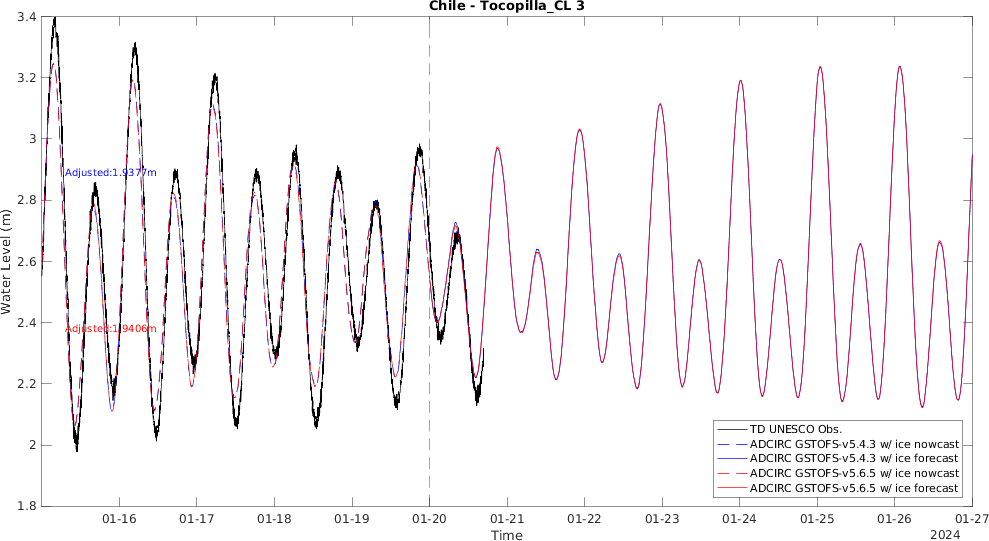 Chile - Tocopilla_CL 3
3.4
3.2
3
2.8
2.6
2.4
2.2
2
1.8
Water Level (m)
Adjusted:1.9377m
Adjusted:1.9406m
TD UNESCO Obs.
ADCIRC GSTOFS-v5.4.3 w/ ice nowcast
ADCIRC GSTOFS-v5.4.3 w/ ice forecast
ADCIRC GSTOFS-v5.6.5 w/ ice nowcast
ADCIRC GSTOFS-v5.6.5 w/ ice forecast
01-16 01-17 01-18 01-19 01-20 01-21 01-22 01-23 01-24 01-25 01-26 01-27
Time
2024